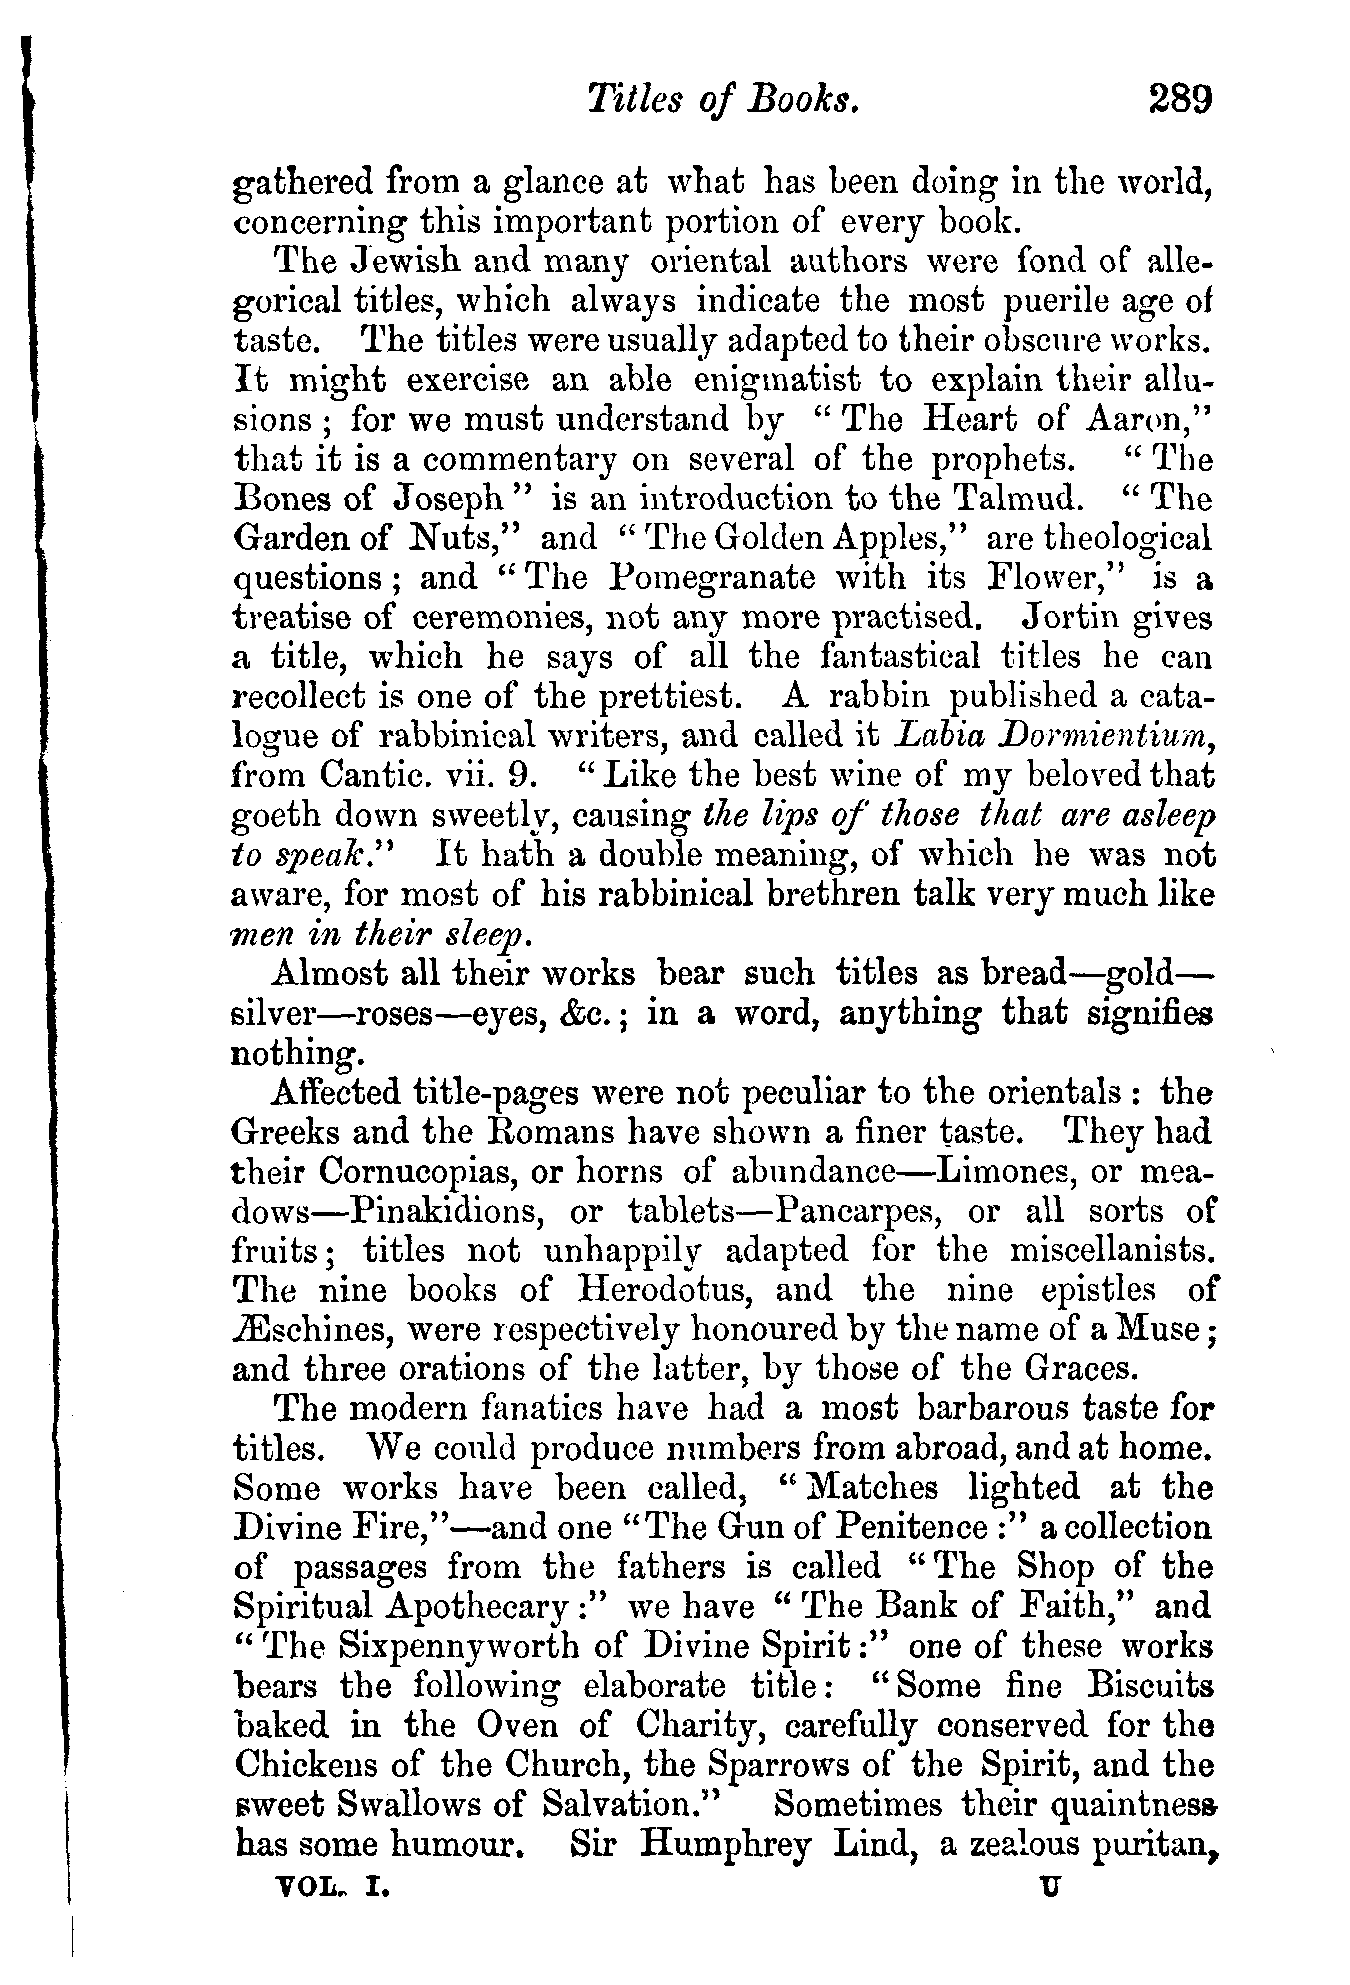 Titles of Books. 289
gathered from a glance at what has been doing in the world,
concerning this important portion of every book.
The Jewish and many oriental authors were fond of alle-
gorical titles, which always indicate the most puerile age of
taste. The titles were usually adapted to their obscure works.
It might exercise an able enigmatist to explain their allu-
sions ; for we must understand by " The Heart of Aaron,"
that it is a commentary on several of the prophets. " The
Bones of Joseph " is an introduction to the Talmud. " The
Garden of Nuts," and " The Golden Apples," are theological
questions ; and " The Pomegranate with its Flower," is a
treatise of ceremonies, not any more practised. Jortin gives
a title, which he says of all the fantastical titles he can
recollect is one of the prettiest. A rabbin published a cata-
logue of rabbinical writers, and called it Labia Dormientium,
from Cantic. vii. 9. " Like the best wine of my beloved that
goeth down sweetly, causing the lips of those that are asleep
to speak." It hath a double meaning, of which he was not
aware, for most of his rabbinical brethren talk very much like
men in their sleep.
Almost all their works bear such titles as bread—gold—
silver—roses—eyes, &c. ; in a word, anything that signifies
nothing.
Affected title-pages were not peculiar to the orientals : the
Greeks and the Romans have shown a finer taste. They had
their Cornucopias, or horns of abundance—Limones, or mea-
dows—Pinakidions, or tablets—Pancarpes, or all sorts of
fruits ; titles not unhappily adapted for the miscellanists.
The nine books of Herodotus, and the nine epistles of
Æschines, were respectively honoured by the name of a Muse ;
and three orations of the latter, by those of the Graces.
The modern fanatics have had a most barbarous taste for
titles. We could produce numbers from abroad, and at home.
Some works have been called, " Matches lighted at the
Divine Fire,"—and one "The Gun of Penitence :" a collection
of passages from the fathers is called " The Shop of the
Spiritual Apothecary :" we have " The Bank of Faith," and
" The Sixpennyworth of Divine Spirit :" one of these works
bears the following elaborate title : " Some fine Biscuits
baked in the Oven of Charity, carefully conserved for the
Chickens of the Church, the Sparrows of the Spirit, and the
sweet Swallows of Salvation." Sometimes their quaintness
has some humour. Sir Humphrey Lind, a zealous puritan,
VOL. I. U